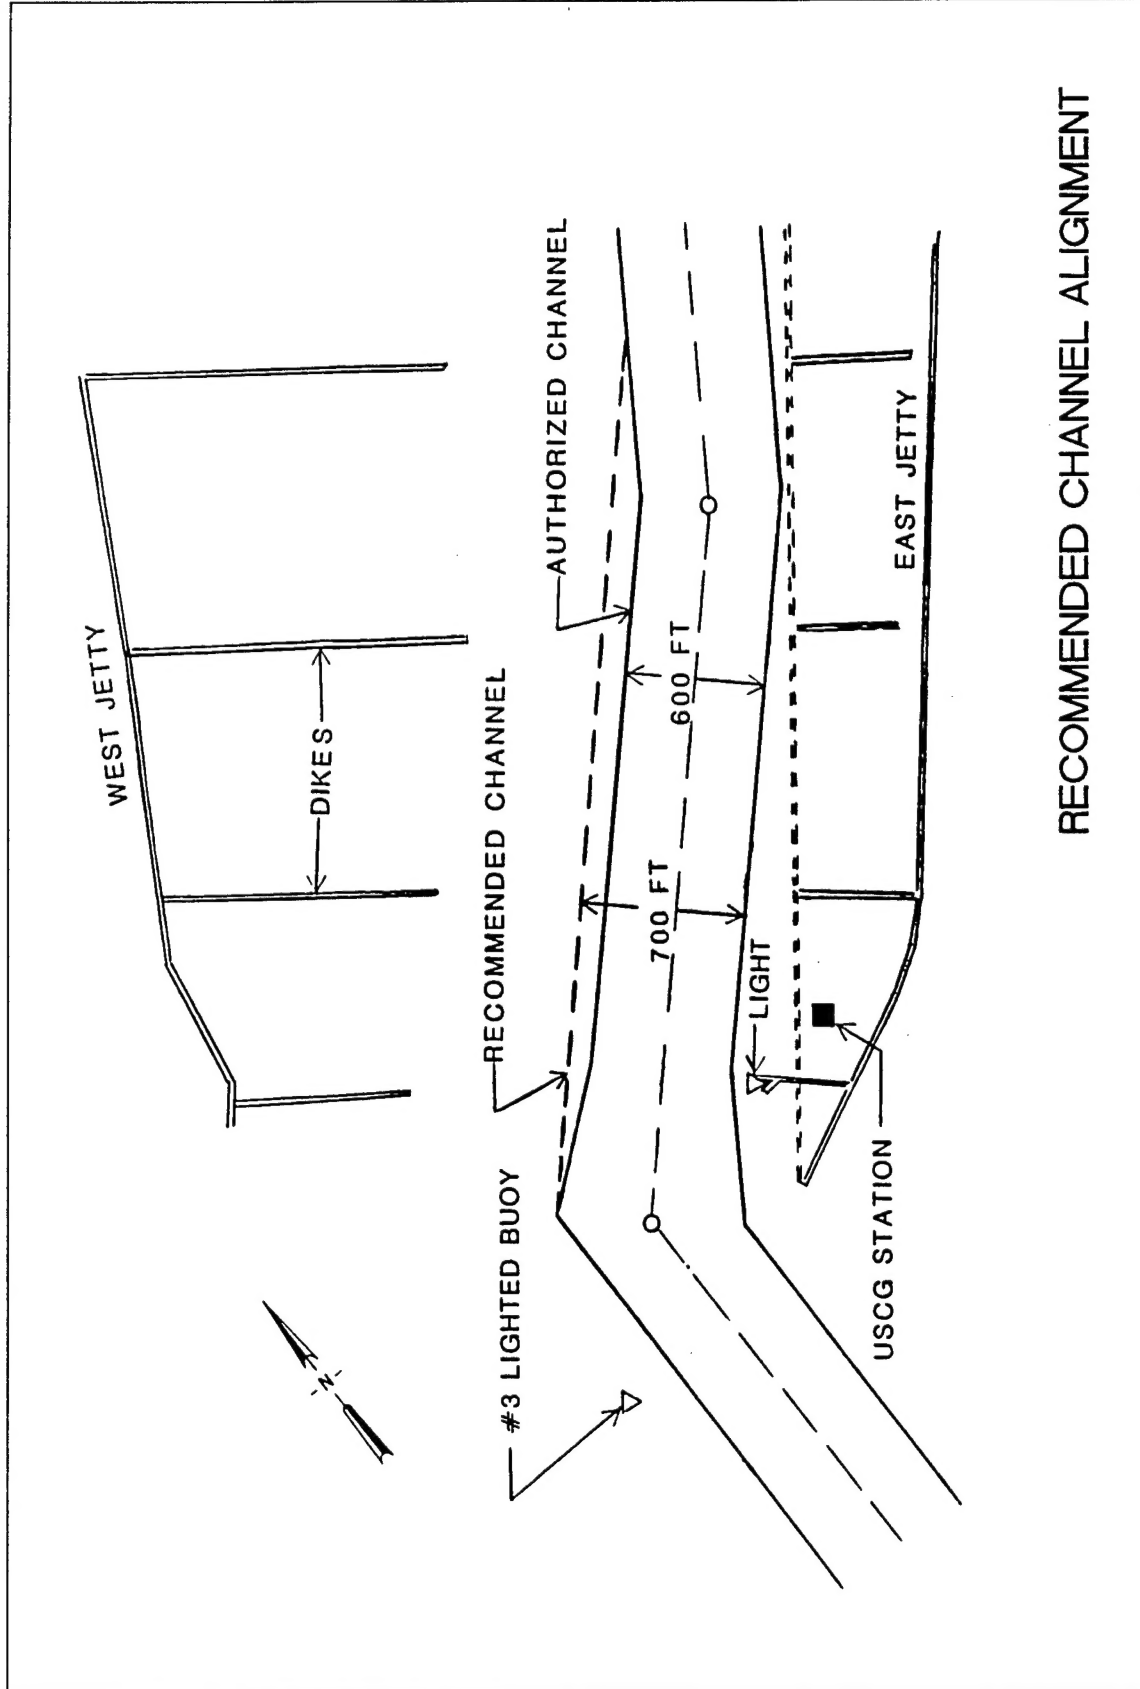 WEST JETTY
DIKES
#3 LIGHTED BUOY
RECOMMENDED CHANNEL
AUTHORIZED CHANNEL
700 FT
600 FT
LIGHT
USCG STATION
EAST JETTY
N
RECOMMENDED CHANNEL ALIGNMENT